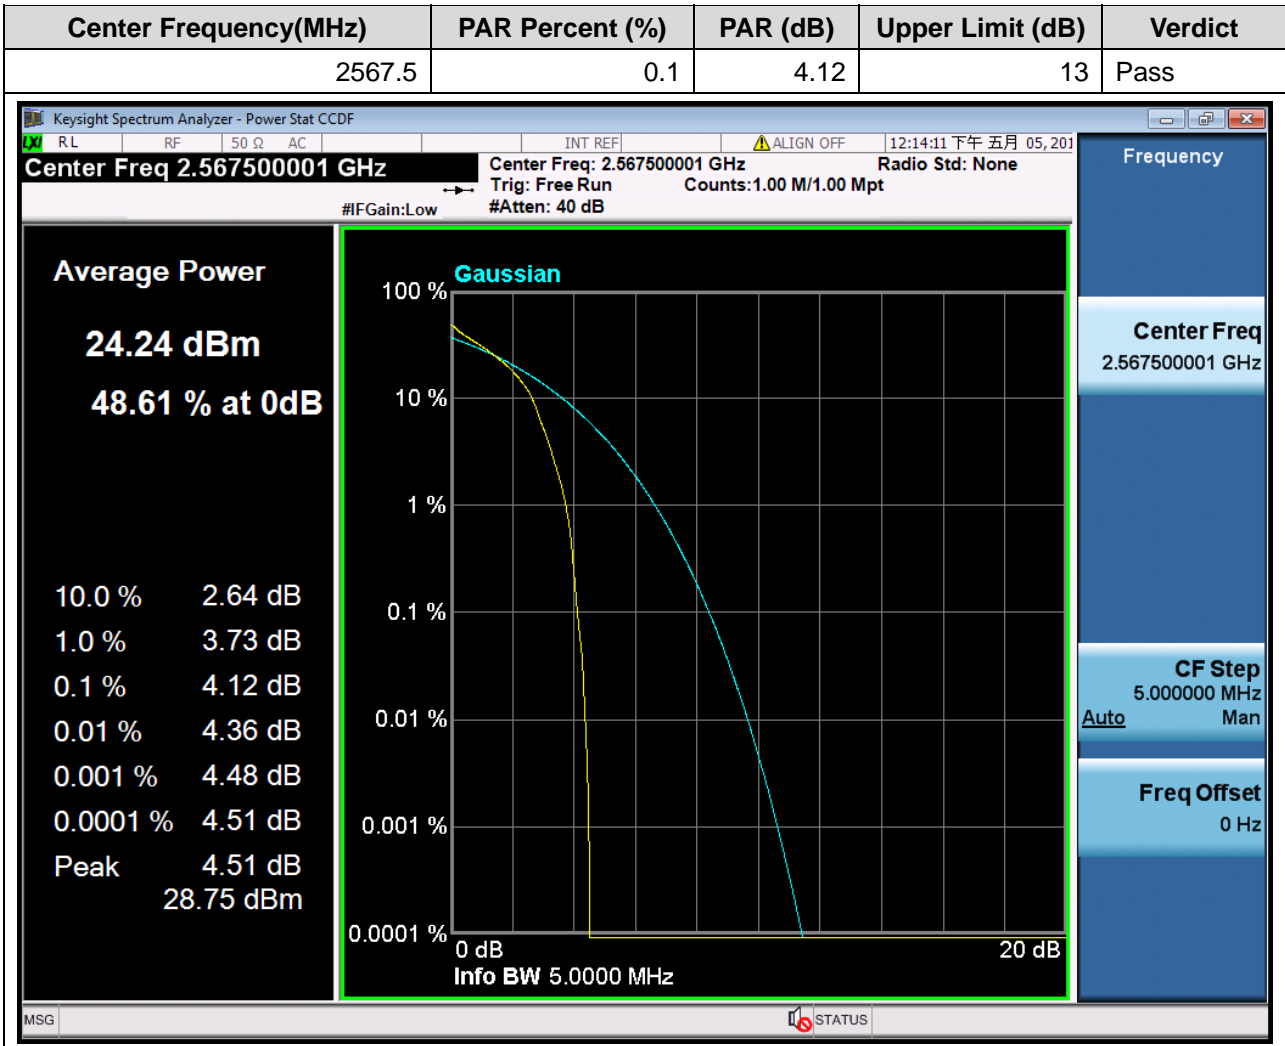 Center Frequency(MHz) PAR Percent (%) PAR (dB) Upper Limit (dB) Verdict
2567.5 0.1 4.12 13 Pass
Keysight Spectrum Analyzer - Power Stat CCDF
LXI RL RF 50 Ω AC INT REF ALIGN OFF 12:14:11 下午 五月 05, 201
Center Freq 2.567500001 GHz
Center Freq: 2.567500001 GHz Radio Std: None
Trig: Free Run Counts:1.00 M/1.00 Mpt
#IFGain:Low #Atten: 40 dB
Frequency
Average Power
24.24 dBm
48.61 % at 0dB
10.0 % 2.64 dB
1.0 % 3.73 dB
0.1 % 4.12 dB
0.01 % 4.36 dB
0.001 % 4.48 dB
0.0001 % 4.51 dB
Peak 4.51 dB
28.75 dBm
Gaussian
100 %
10 %
1 %
0.1 %
0.01 %
0.001 %
0.0001 %
0 dB 20 dB
Info BW 5.0000 MHz
Center Freq
2.567500001 GHz
CF Step
5.000000 MHz
Auto Man
Freq Offset
0 Hz
MSG STATUS